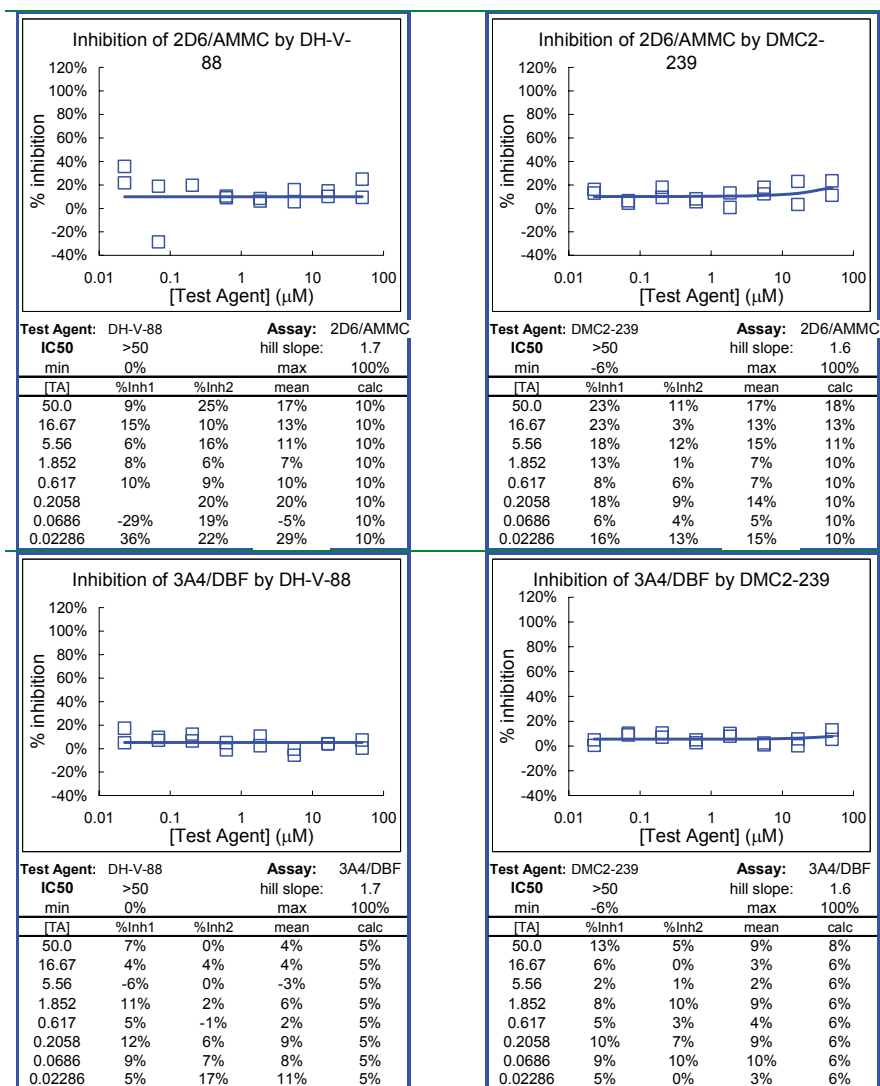 Inhibition of 2D6/AMMC by DH-V-
88
120%
100%
80%
60%
40%
20%
0%
-20%
-40%
% inhibition
0.01 0.1 1 10 100
[Test Agent] (μM)
Test Agent: DH-V-88 Assay: 2D6/AMMC
IC50 >50 hill slope: 1.7
min 0% max 100%
[TA] %Inh1 %Inh2 mean calc
50.0 9% 25% 17% 10%
16.67 15% 10% 13% 10%
5.56 6% 16% 11% 10%
1.852 8% 6% 7% 10%
0.617 10% 9% 10% 10%
0.2058 20% 20% 10%
0.0686 -29% 19% -5% 10%
0.02286 36% 22% 29% 10%
Inhibition of 2D6/AMMC by DMC2-
239
120%
100%
80%
60%
40%
20%
0%
-20%
-40%
% inhibition
0.01 0.1 1 10 100
[Test Agent] (μM)
Test Agent: DMC2-239 Assay: 2D6/AMMC
IC50 >50 hill slope: 1.6
min -6% max 100%
[TA] %Inh1 %Inh2 mean calc
50.0 23% 11% 17% 18%
16.67 23% 3% 13% 13%
5.56 18% 12% 15% 11%
1.852 13% 1% 7% 10%
0.617 8% 6% 7% 10%
0.2058 18% 9% 14% 10%
0.0686 6% 4% 5% 10%
0.02286 16% 13% 15% 10%
Inhibition of 3A4/DBF by DH-V-88
120%
100%
80%
60%
40%
20%
0%
-20%
-40%
% inhibition
0.01 0.1 1 10 100
[Test Agent] (μM)
Test Agent: DH-V-88 Assay: 3A4/DBF
IC50 >50 hill slope: 1.7
min 0% max 100%
[TA] %Inh1 %Inh2 mean calc
50.0 7% 0% 4% 5%
16.67 4% 4% 4% 5%
5.56 -6% 0% -3% 5%
1.852 11% 2% 6% 5%
0.617 5% -1% 2% 5%
0.2058 12% 6% 9% 5%
0.0686 9% 7% 8% 5%
0.02286 5% 17% 11% 5%
Inhibition of 3A4/DBF by DMC2-239
120%
100%
80%
60%
40%
20%
0%
-20%
-40%
% inhibition
0.01 0.1 1 10 100
[Test Agent] (μM)
Test Agent: DMC2-239 Assay: 3A4/DBF
IC50 >50 hill slope: 1.6
min -6% max 100%
[TA] %Inh1 %Inh2 mean calc
50.0 13% 5% 9% 8%
16.67 6% 0% 3% 6%
5.56 2% 1% 2% 6%
1.852 8% 10% 9% 6%
0.617 5% 3% 4% 6%
0.2058 10% 7% 9% 6%
0.0686 9% 10% 10% 6%
0.02286 5% 0% 3% 6%